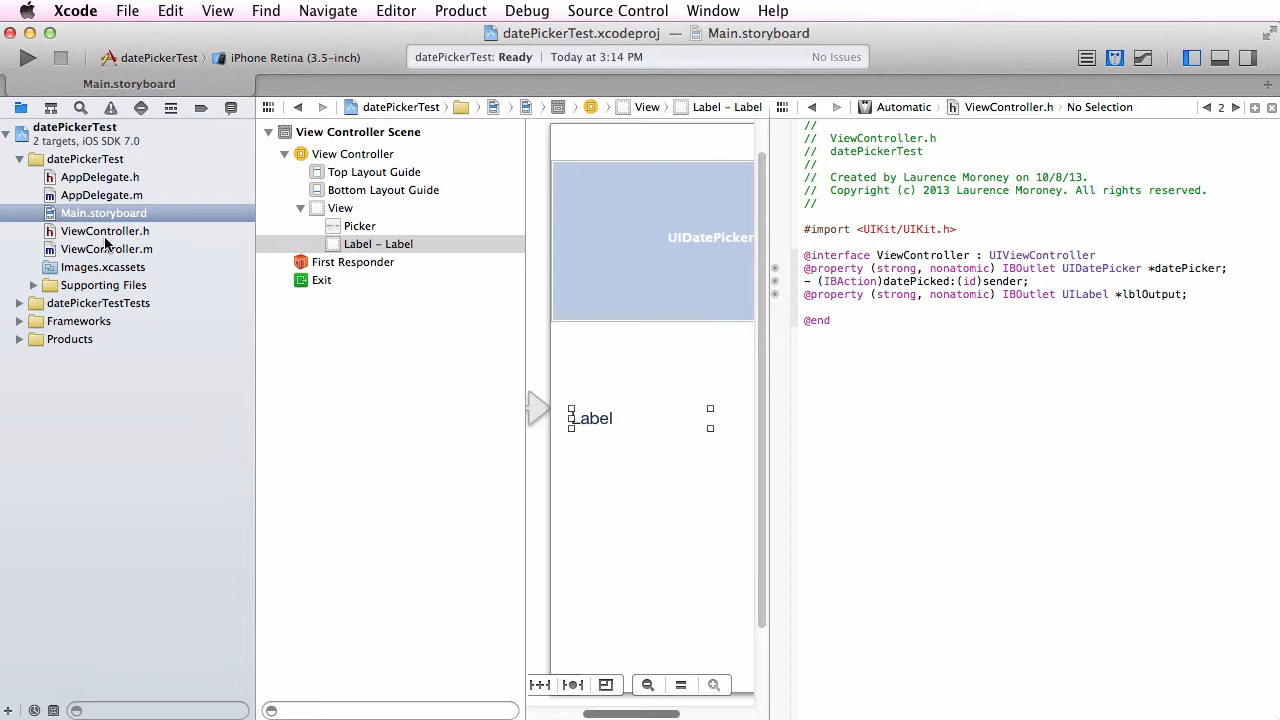 Xcode File Edit View Find Navigate Editor Product Debug Source Control Window Help
datePickerTest.xcodeproj — Main.storyboard
datePickerTest iPhone Retina (3.5-inch) datePickerTest: Ready Today at 3:14 PM No Issues
Main.storyboard
datePickerTest View Label – Label Automatic ViewController.h No Selection 2
datePickerTest
2 targets, iOS SDK 7.0
datePickerTest
AppDelegate.h
AppDelegate.m
Main.storyboard
ViewController.h
ViewController.m
Images.xcassets
Supporting Files
datePickerTestTests
Frameworks
Products
View Controller Scene
View Controller
Top Layout Guide
Bottom Layout Guide
View
Picker
Label – Label
First Responder
Exit
UIDatePicker
Label
//
// ViewController.h
// datePickerTest
//
// Created by Laurence Moroney on 10/8/13.
// Copyright (c) 2013 Laurence Moroney. All rights reserved.
//
#import <UIKit/UIKit.h>
@interface ViewController : UIViewController
@property (strong, nonatomic) IBOutlet UIDatePicker *datePicker;
- (IBAction)datePicked:(id)sender;
@property (strong, nonatomic) IBOutlet UILabel *lblOutput;
@end